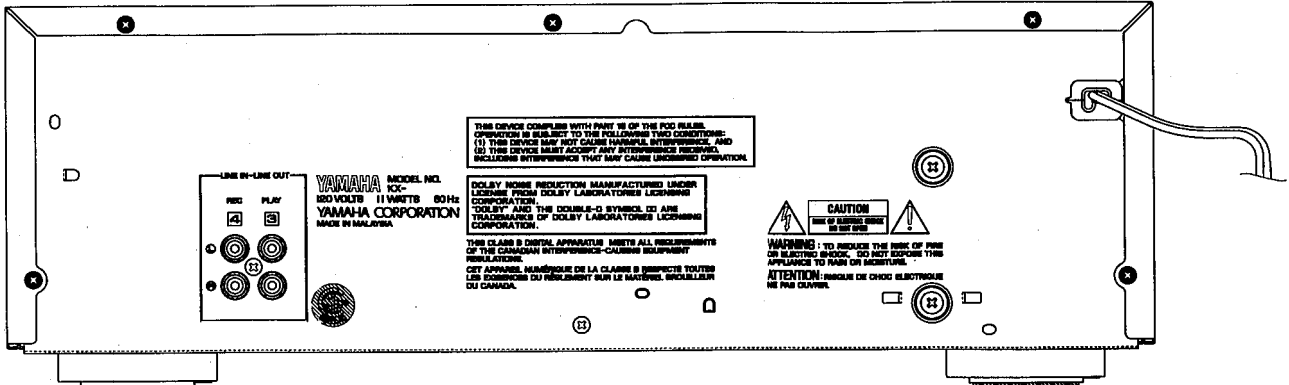 LINE IN-LINE OUT
REC PLAY
4 3
L
R
YAMAHA MODEL NO.
KX-
120 VOLTS 11 WATTS 60 Hz
YAMAHA CORPORATION
MADE IN MALAYSIA
THIS DEVICE COMPLIES WITH PART 15 OF THE FCC RULES.
OPERATION IS SUBJECT TO THE FOLLOWING TWO CONDITIONS:
(1) THIS DEVICE MAY NOT CAUSE HARMFUL INTERFERENCE, AND
(2) THIS DEVICE MUST ACCEPT ANY INTERFERENCE RECEIVED,
INCLUDING INTERFERENCE THAT MAY CAUSE UNDESIRED OPERATION.
DOLBY NOISE REDUCTION MANUFACTURED UNDER
LICENSE FROM DOLBY LABORATORIES LICENSING
CORPORATION.
"DOLBY" AND THE DOUBLE-D SYMBOL DD ARE
TRADEMARKS OF DOLBY LABORATORIES LICENSING
CORPORATION.
THIS CLASS B DIGITAL APPARATUS MEETS ALL REQUIREMENTS
OF THE CANADIAN INTERFERENCE-CAUSING EQUIPMENT
REGULATIONS.
CET APPAREIL NUMÉRIQUE DE LA CLASSE B RESPECTE TOUTES
LES EXIGENCES DU RÈGLEMENT SUR LE MATÉRIEL BROUILLEUR
DU CANADA.
CAUTION
RISK OF ELECTRIC SHOCK
DO NOT OPEN
WARNING : TO REDUCE THE RISK OF FIRE
OR ELECTRIC SHOCK, DO NOT EXPOSE THIS
APPLIANCE TO RAIN OR MOISTURE.
ATTENTION : RISQUE DE CHOC ELECTRIQUE
NE PAS OUVRIR.